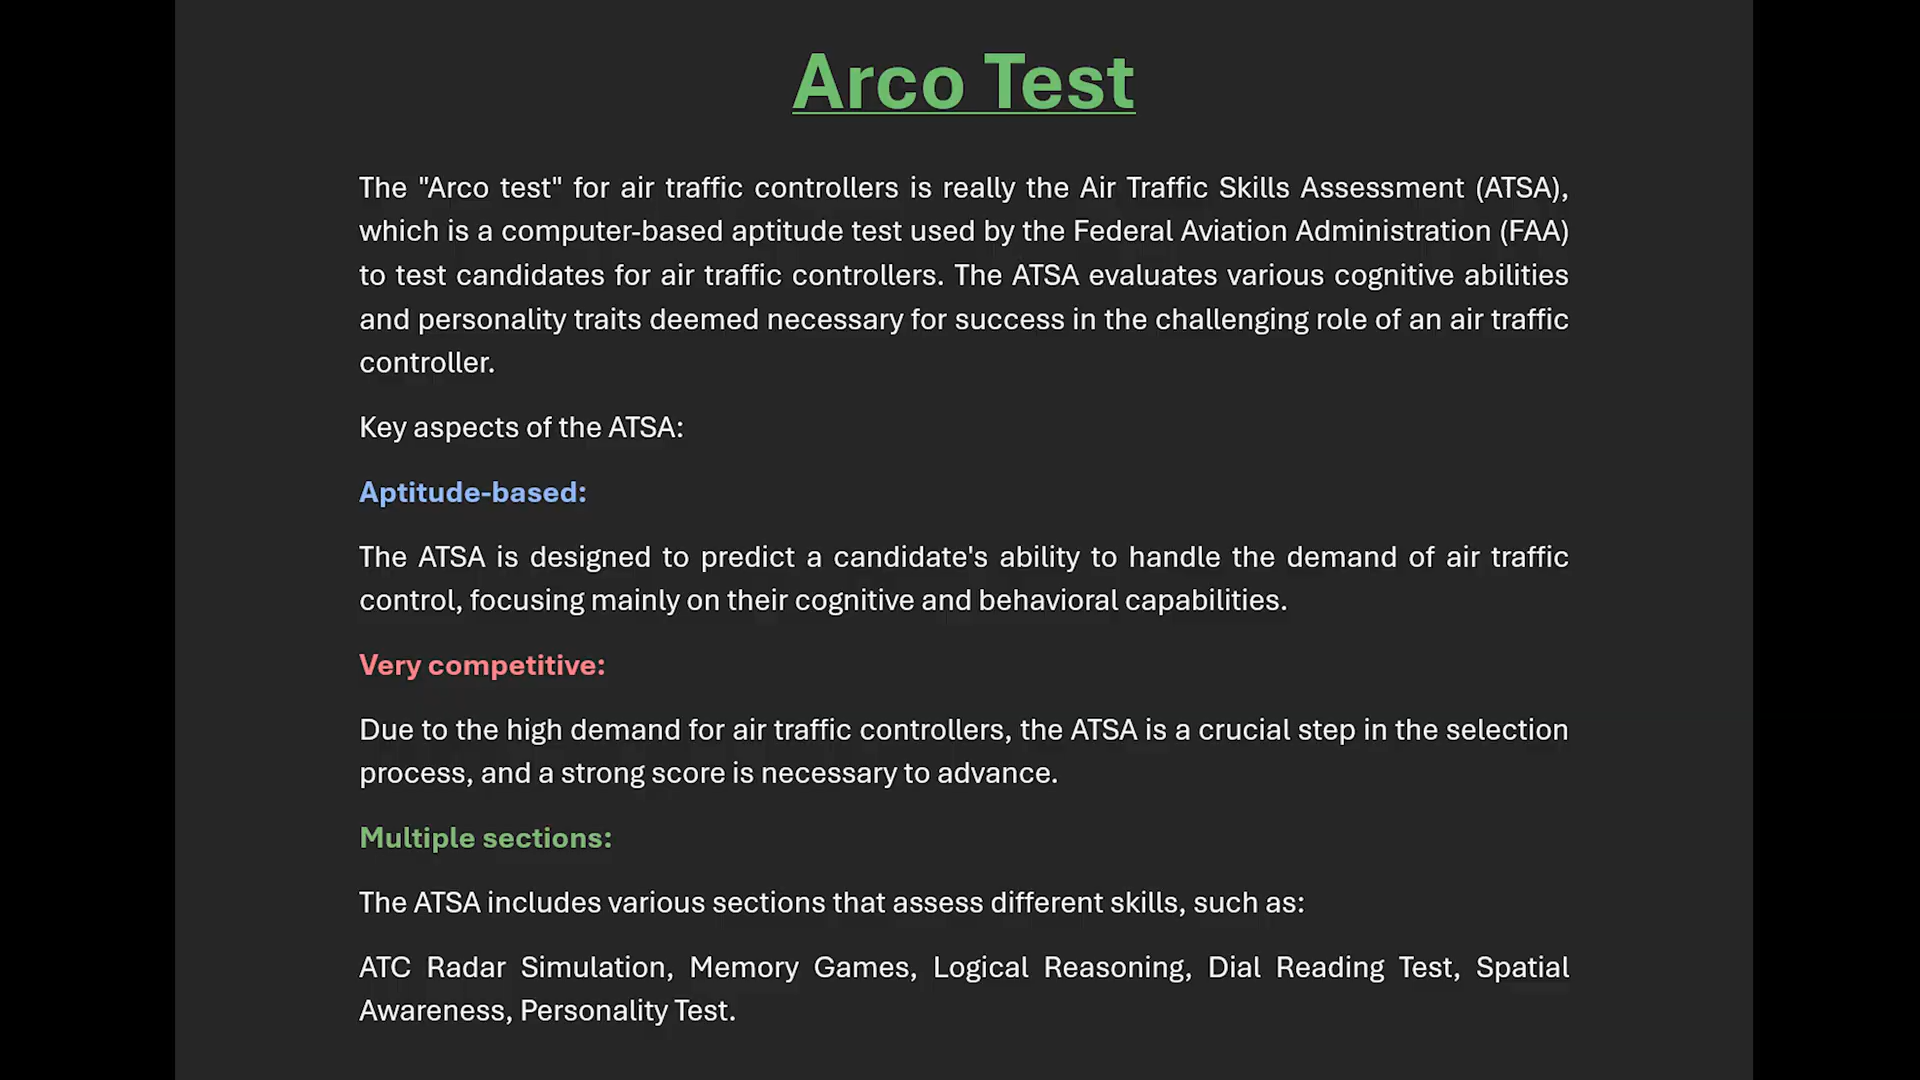 Arco Test
The "Arco test" for air traffic controllers is really the Air Traffic Skills Assessment (ATSA),
which is a computer-based aptitude test used by the Federal Aviation Administration (FAA)
to test candidates for air traffic controllers. The ATSA evaluates various cognitive abilities
and personality traits deemed necessary for success in the challenging role of an air traffic
controller.
Key aspects of the ATSA:
Aptitude-based:
The ATSA is designed to predict a candidate's ability to handle the demand of air traffic
control, focusing mainly on their cognitive and behavioral capabilities.
Very competitive:
Due to the high demand for air traffic controllers, the ATSA is a crucial step in the selection
process, and a strong score is necessary to advance.
Multiple sections:
The ATSA includes various sections that assess different skills, such as:
ATC Radar Simulation, Memory Games, Logical Reasoning, Dial Reading Test, Spatial
Awareness, Personality Test.